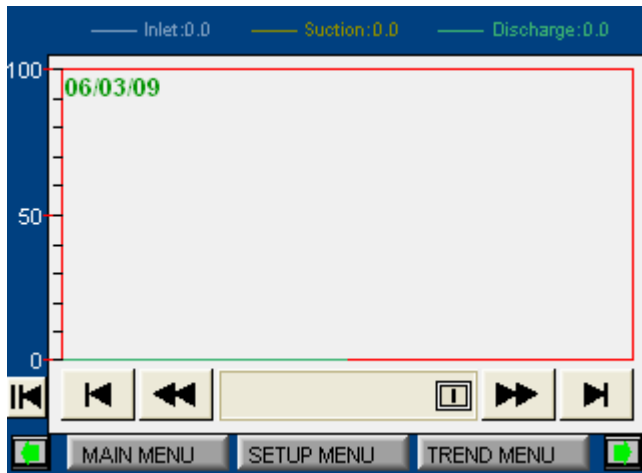 Inlet:0.0 Suction:0.0 Discharge:0.0
100
06/03/09
50
0
MAIN MENU SETUP MENU TREND MENU